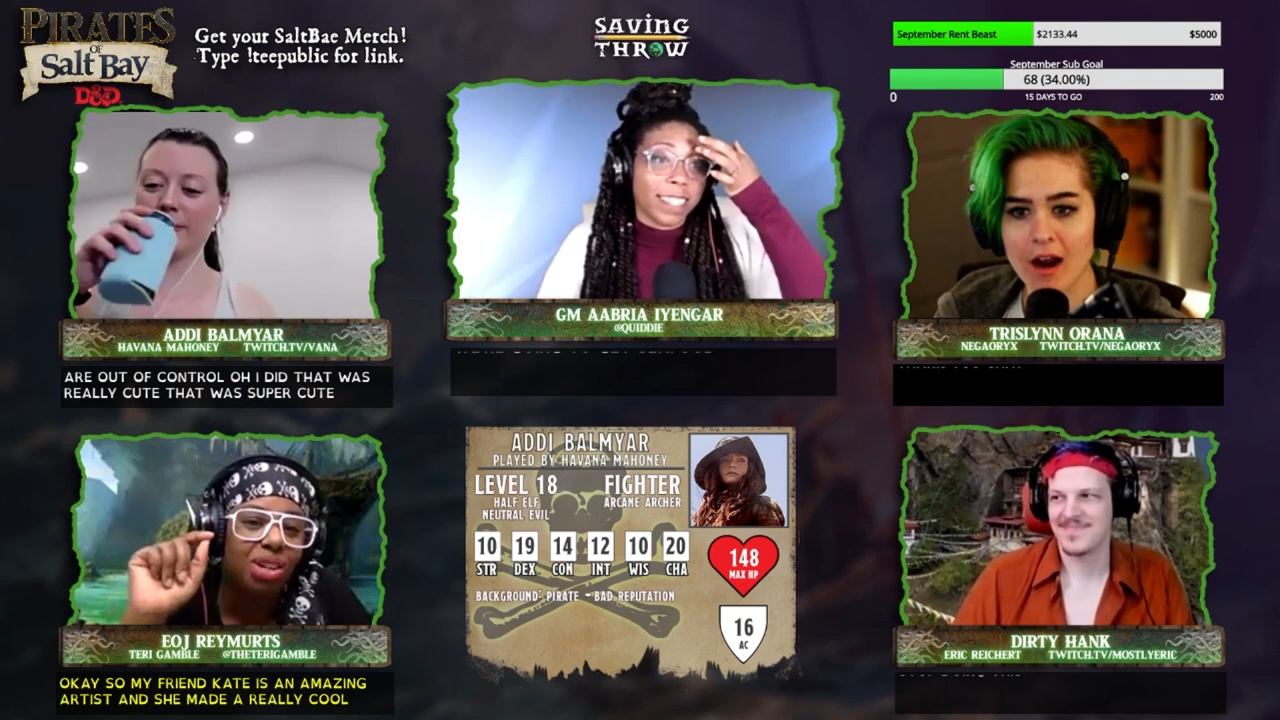 PIRATES
OF
Salt Bay
D&D
Get your SaltBae Merch!
Type !teepublic for link.
SAVING
THROW
September Rent Beast
$2133.44
$5000
September Sub Goal
68 (34.00%)
0
15 DAYS TO GO
200
ADDI BALMYAR
HAVANA MAHONEY TWITCH.TV/VANA
ARE OUT OF CONTROL OH I DID THAT WAS
REALLY CUTE THAT WAS SUPER CUTE
GM AABRIA IYENGAR
@QUIDDIE
TRISLYNN ORANA
NEGAORYX TWITCH.TV/NEGAORYX
EOJ REYMURTS
TERI GAMBLE @THETERIGAMBLE
OKAY SO MY FRIEND KATE IS AN AMAZING
ARTIST AND SHE MADE A REALLY COOL
ADDI BALMYAR
PLAYED BY HAVANA MAHONEY
LEVEL 18
HALF ELF
NEUTRAL EVIL
FIGHTER
ARCANE ARCHER
10 19 14 12 10 20
STR DEX CON INT WIS CHA
BACKGROUND: PIRATE - BAD REPUTATION
148
MAX HP
16
AC
DIRTY HANK
ERIC REICHERT TWITCH.TV/MOSTLYERIC